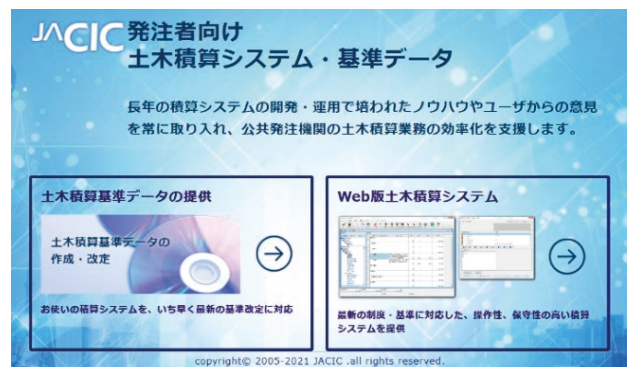 JACIC 発注者向け
土木積算システム・基準データ
長年の積算システムの開発・運用で培われたノウハウやユーザからの意見
を常に取り入れ、公共発注機関の土木積算業務の効率化を支援します。
土木積算基準データの提供
土木積算基準データの
作成・改定
お使いの積算システムを、いち早く最新の基準改定に対応
Web版土木積算システム
最新の制度・基準に対応した、操作性、保守性の高い積算
システムを提供
copyright© 2005-2021 JACIC .all rights reserved.